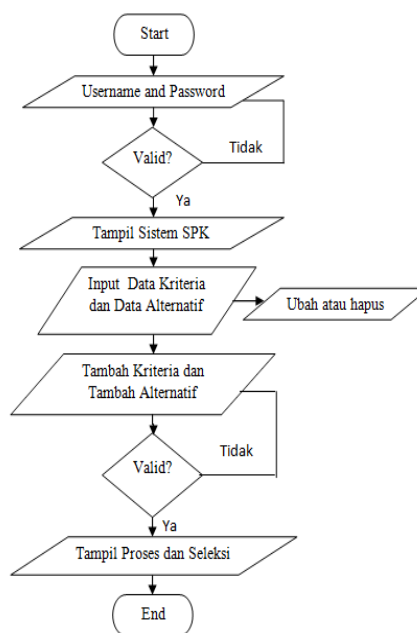 Start
Username and Password
Valid?
Tidak
Ya
Tampil Sistem SPK
Input Data Kriteria
dan Data Alternatif
Ubah atau hapus
Tambah Kriteria dan
Tambah Alternatif
Valid?
Tidak
Ya
Tampil Proses dan Seleksi
End